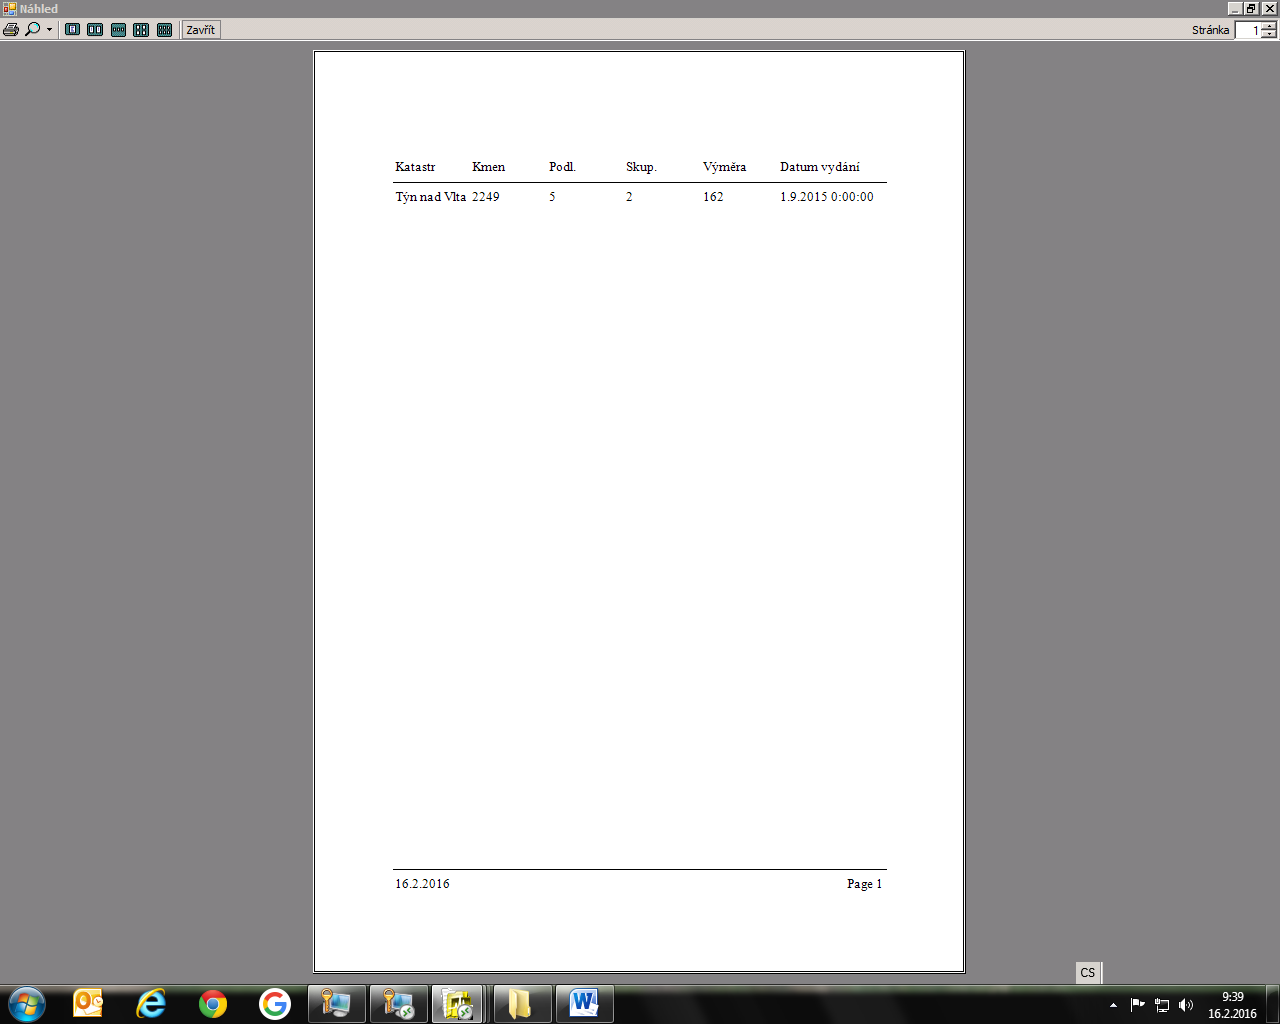 Náhled
Zavřít
Stránka 1
Katastr Kmen Podl. Skup. Výměra Datum vydání
Týn nad Vlta 2249 5 2 162 1.9.2015 0:00:00
16.2.2016 Page 1
CS
9:39
16.2.2016